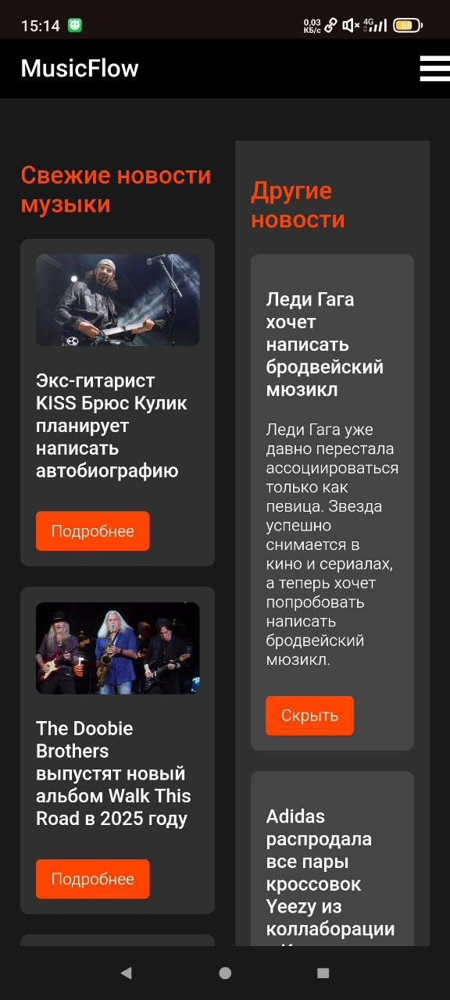 15:14
0,03
КБ/с
4G
68
MusicFlow
Свежие новости
музыки
Экс-гитарист
KISS Брюс Кулик
планирует
написать
автобиографию
Подробнее
The Doobie
Brothers
выпустят новый
альбом Walk This
Road в 2025 году
Подробнее
Другие
новости
Леди Гага
хочет
написать
бродвейский
мюзикл
Леди Гага уже
давно перестала
ассоциироваться
только как
певица. Звезда
успешно
снимается в
кино и сериалах,
а теперь хочет
попробовать
написать
бродвейский
мюзикл.
Скрыть
Adidas
распродала
все пары
кроссовок
Yeezy из
коллаборации